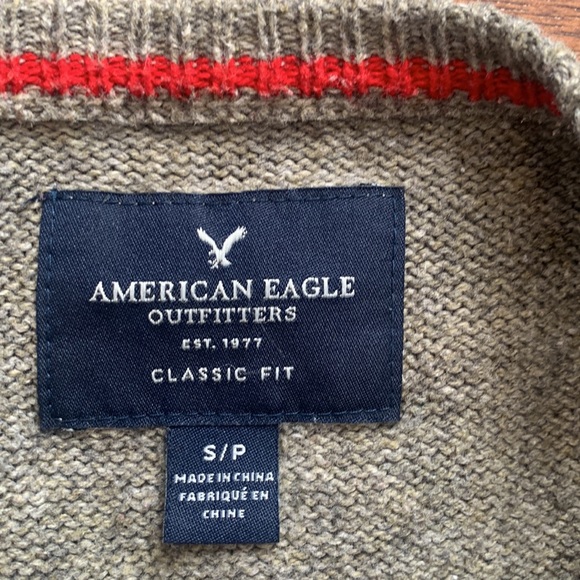 AMERICAN EAGLE
OUTFITTERS
EST. 1977
CLASSIC FIT
S/P
MADE IN CHINA
FABRIQUÉ EN
CHINE